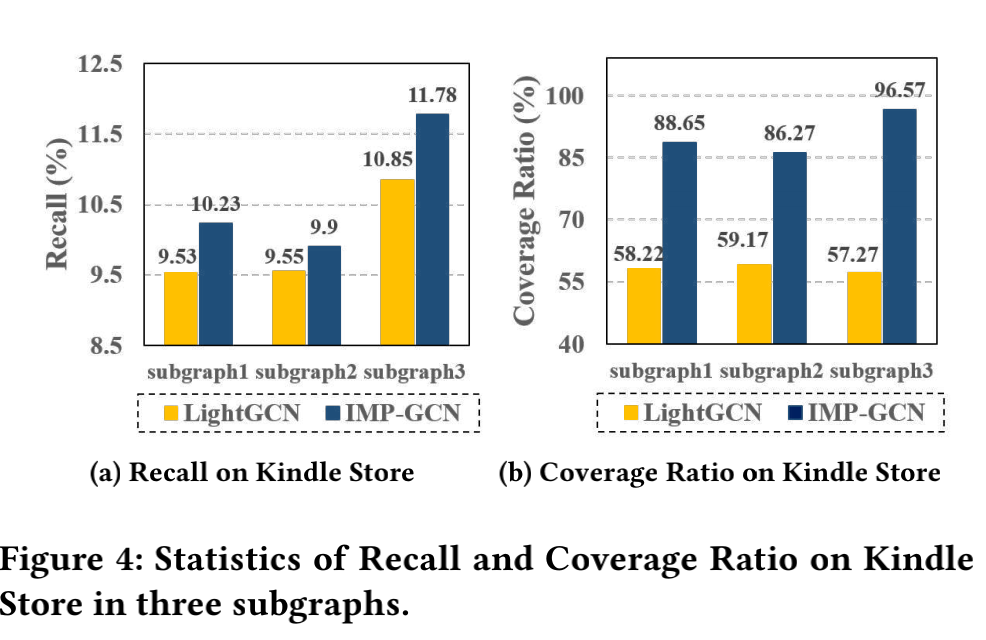 12.5
11.5
10.5
9.5
8.5
Recall (%)
9.53
10.23
9.55
9.9
10.85
11.78
subgraph1 subgraph2 subgraph3
LightGCN IMP-GCN
(a) Recall on Kindle Store
100
85
70
55
40
Coverage Ratio (%)
58.22
88.65
59.17
86.27
57.27
96.57
subgraph1 subgraph2 subgraph3
LightGCN IMP-GCN
(b) Coverage Ratio on Kindle Store
Figure 4: Statistics of Recall and Coverage Ratio on Kindle
Store in three subgraphs.